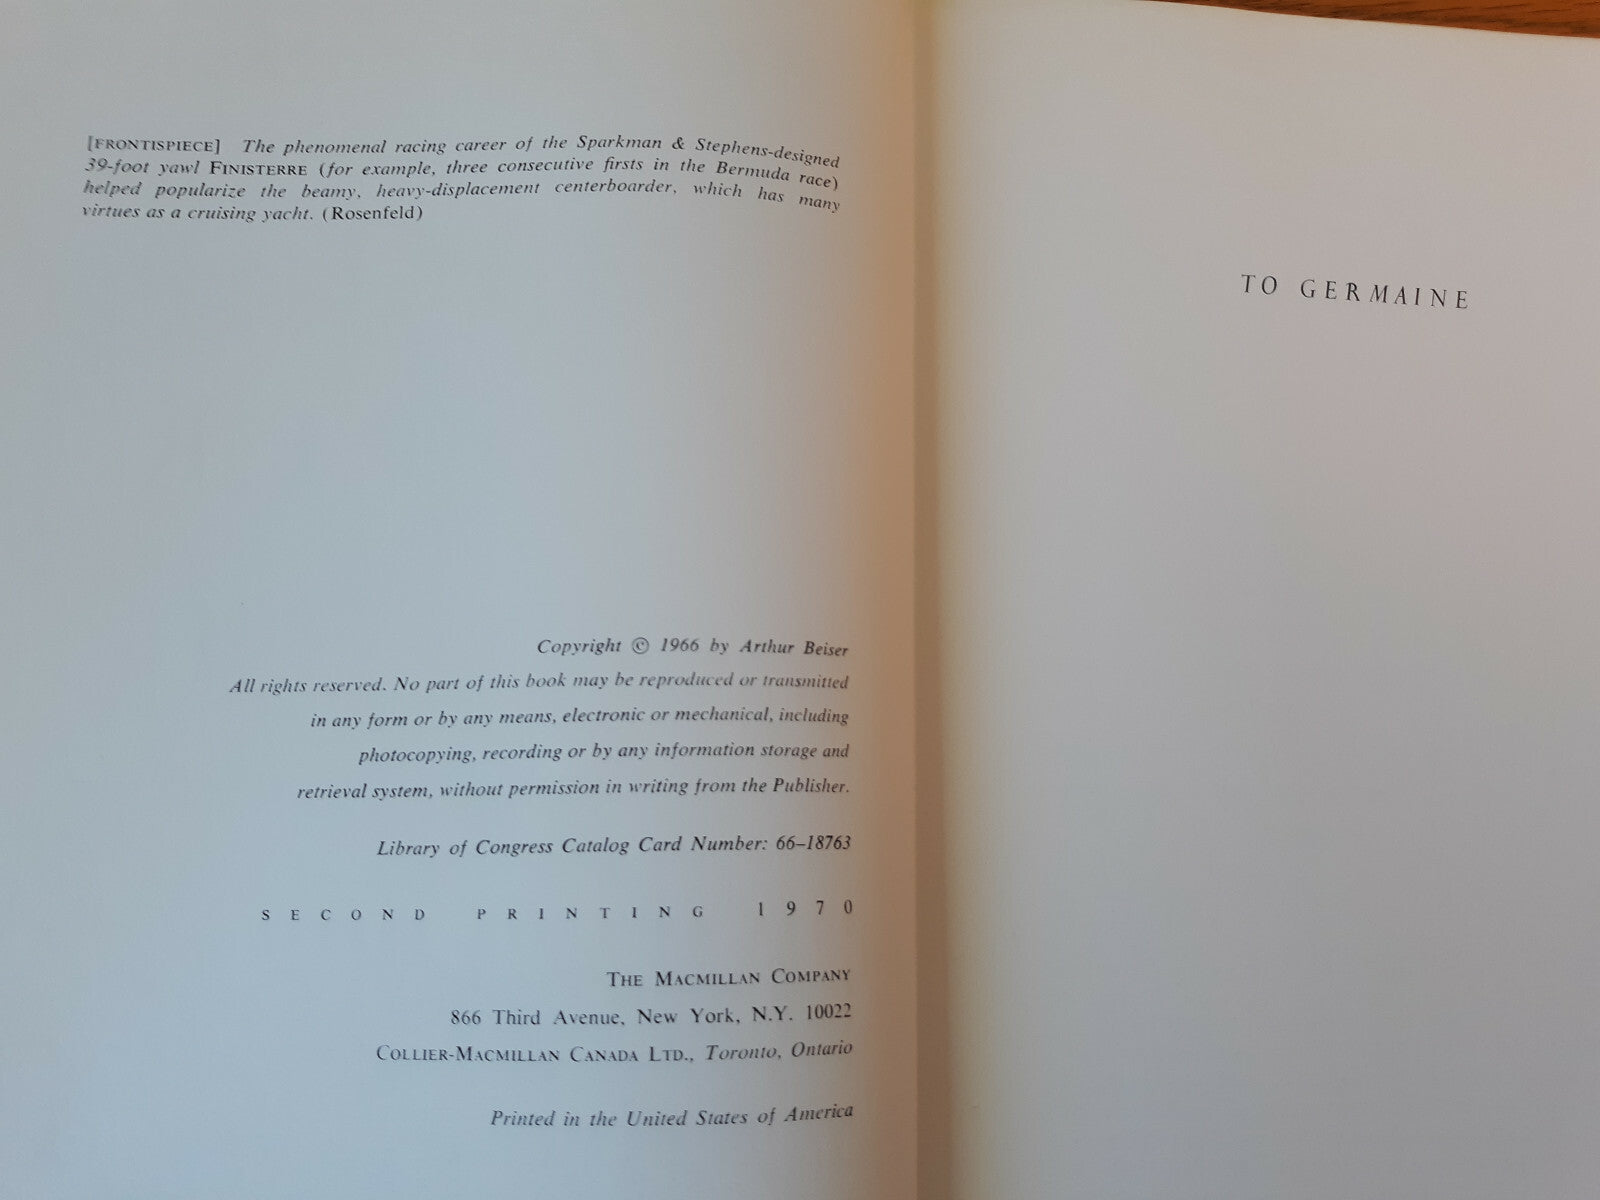 [FRONTISPIECE] The phenomenal racing career of the Sparkman & Stephens-designed
39-foot yawl FINISTERRE (for example, three consecutive firsts in the Bermuda race)
helped popularize the beamy, heavy-displacement centerboarder, which has many
virtues as a cruising yacht. (Rosenfeld)
Copyright © 1966 by Arthur Beiser
All rights reserved. No part of this book may be reproduced or transmitted
in any form or by any means, electronic or mechanical, including
photocopying, recording or by any information storage and
retrieval system, without permission in writing from the Publisher.
Library of Congress Catalog Card Number: 66–18763
SECOND PRINTING 1970
THE MACMILLAN COMPANY
866 Third Avenue, New York, N.Y. 10022
COLLIER-MACMILLAN CANADA LTD., Toronto, Ontario
Printed in the United States of America
TO GERMAINE